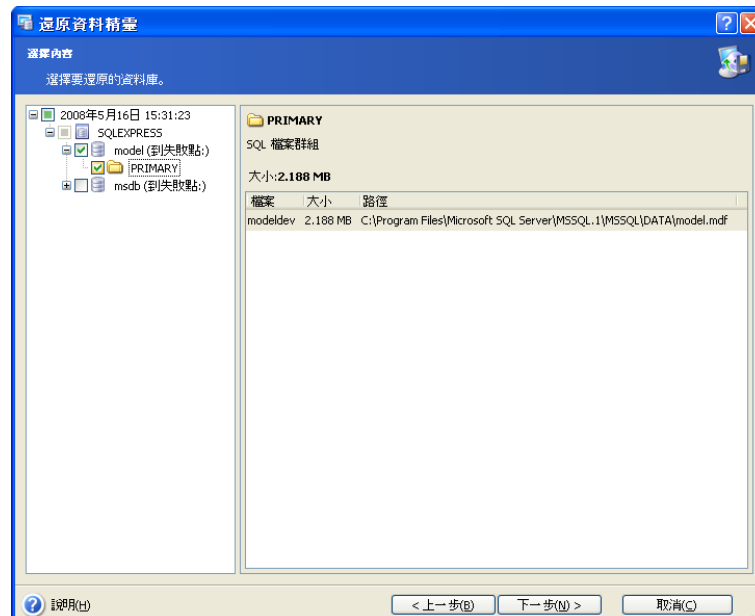 還原資料精靈
選擇內容
選擇要還原的資料庫。
2008年5月16日 15:31:23
SQLEXPRESS
model (到失敗點:)
PRIMARY
msdb (到失敗點:)
PRIMARY
SQL 檔案群組
大小:2.188 MB
檔案 大小 路徑
modeldev 2.188 MB C:\Program Files\Microsoft SQL Server\MSSQL.1\MSSQL\DATA\model.mdf
說明(H)
< 上一步(B) 下一步(N) > 取消(C)